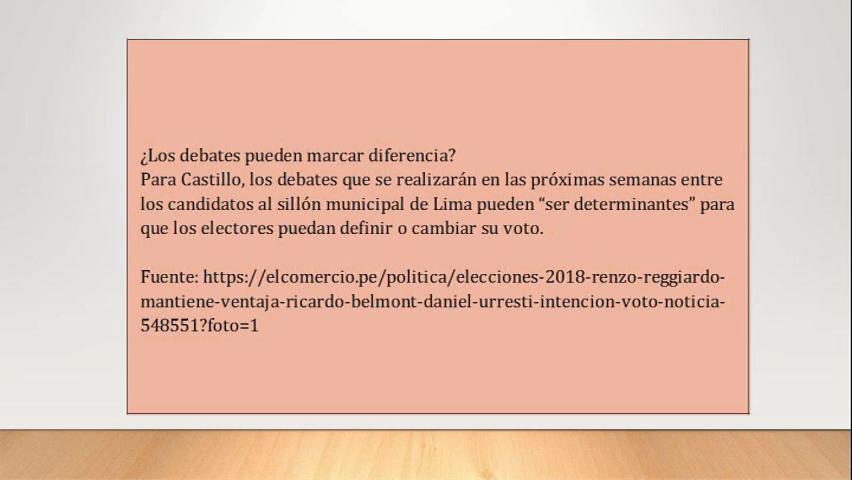 ¿Los debates pueden marcar diferencia?
Para Castillo, los debates que se realizarán en las próximas semanas entre
los candidatos al sillón municipal de Lima pueden “ser determinantes” para
que los electores puedan definir o cambiar su voto.
Fuente: https://elcomercio.pe/politica/elecciones-2018-renzo-reggiardo-
mantiene-ventaja-ricardo-belmont-daniel-urresti-intencion-voto-noticia-
548551?foto=1